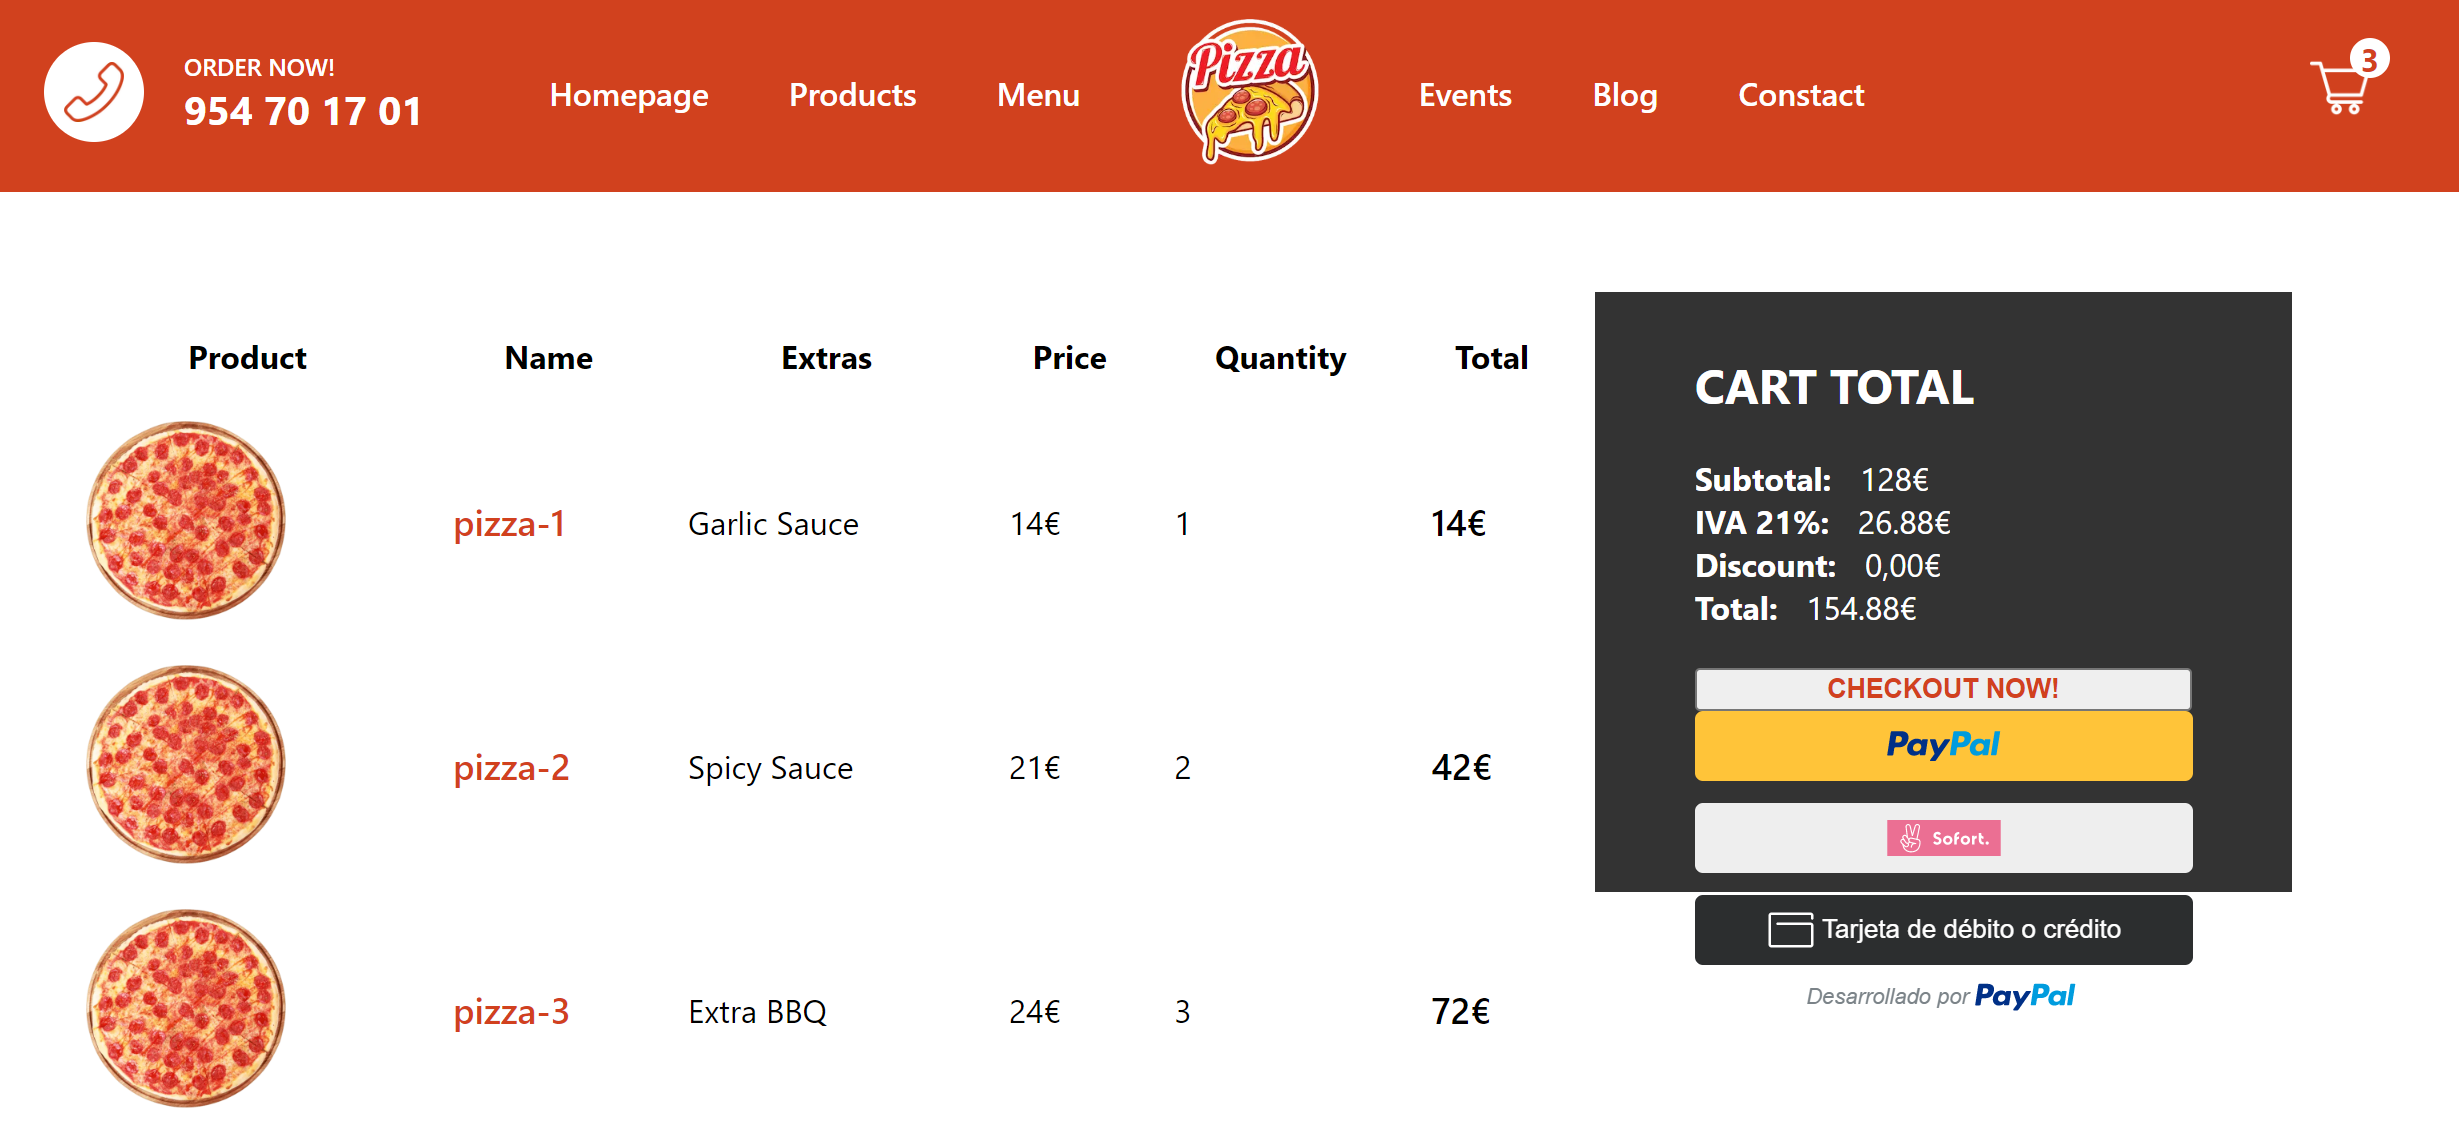 ORDER NOW!
954 70 17 01
Homepage
Products
Menu
Pizza
Events
Blog
Constact
3
Product Name Extras Price Quantity Total
pizza-1 Garlic Sauce 14€ 1 14€
pizza-2 Spicy Sauce 21€ 2 42€
pizza-3 Extra BBQ 24€ 3 72€
CART TOTAL
Subtotal: 128€
IVA 21%: 26.88€
Discount: 0,00€
Total: 154.88€
CHECKOUT NOW!
PayPal
Sofort.
Tarjeta de débito o crédito
Desarrollado por PayPal